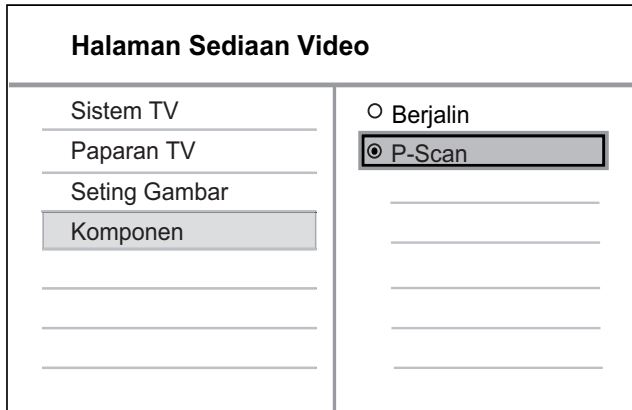 Halaman Sediaan Video
Sistem TV
Paparan TV
Seting Gambar
Komponen
Berjalin
P-Scan